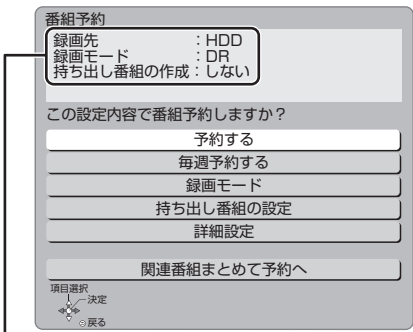 番組予約
録画先　　　　：HDD
録画モード　　：DR
持ち出し番組の作成：しない
この設定内容で番組予約しますか？
予約する
毎週予約する
録画モード
持ち出し番組の設定
詳細設定
関連番組まとめて予約へ
項目選択
決定
戻る